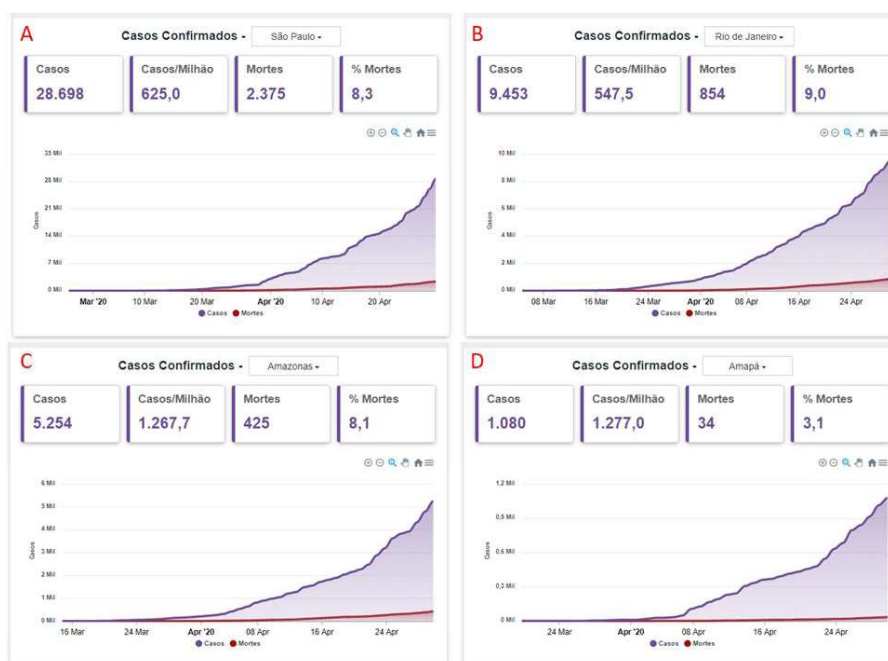 A
Casos Confirmados - São Paulo
Casos Casos/Milhão Mortes % Mortes
28.698 625,0 2.375 8,3
35 Mil
28 Mil
21 Mil
14 Mil
7 Mil
0 Mil
Casos
Mar '20 10 Mar 20 Mar Apr '20 10 Apr 20 Apr
Casos Mortes
B
Casos Confirmados - Rio de Janeiro
Casos Casos/Milhão Mortes % Mortes
9.453 547,5 854 9,0
10 Mil
8 Mil
6 Mil
4 Mil
2 Mil
0 Mil
Casos
08 Mar 16 Mar 24 Mar Apr '20 08 Apr 16 Apr 24 Apr
Casos Mortes
C
Casos Confirmados - Amazonas
Casos Casos/Milhão Mortes % Mortes
5.254 1.267,7 425 8,1
6 Mil
5 Mil
4 Mil
3 Mil
2 Mil
1 Mil
0 Mil
Casos
16 Mar 24 Mar Apr '20 08 Apr 16 Apr 24 Apr
Casos Mortes
D
Casos Confirmados - Amapá
Casos Casos/Milhão Mortes % Mortes
1.080 1.277,0 34 3,1
1,2 Mil
0,9 Mil
0,6 Mil
0,3 Mil
0 Mil
Casos
24 Mar Apr '20 08 Apr 16 Apr 24 Apr
Casos Mortes